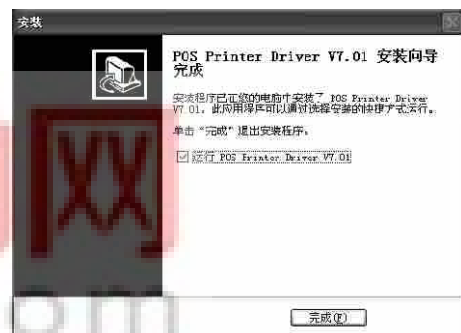 安装
POS Printer Driver V7.01 安装向导
完成
安装程序已在您的电脑中安装了 POS Printer Driver
V7.01。此应用程序可以通过选择安装的快捷方式运行。
单击“完成”退出安装程序。
运行 POS Printer Driver V7.01
完成(F)
om